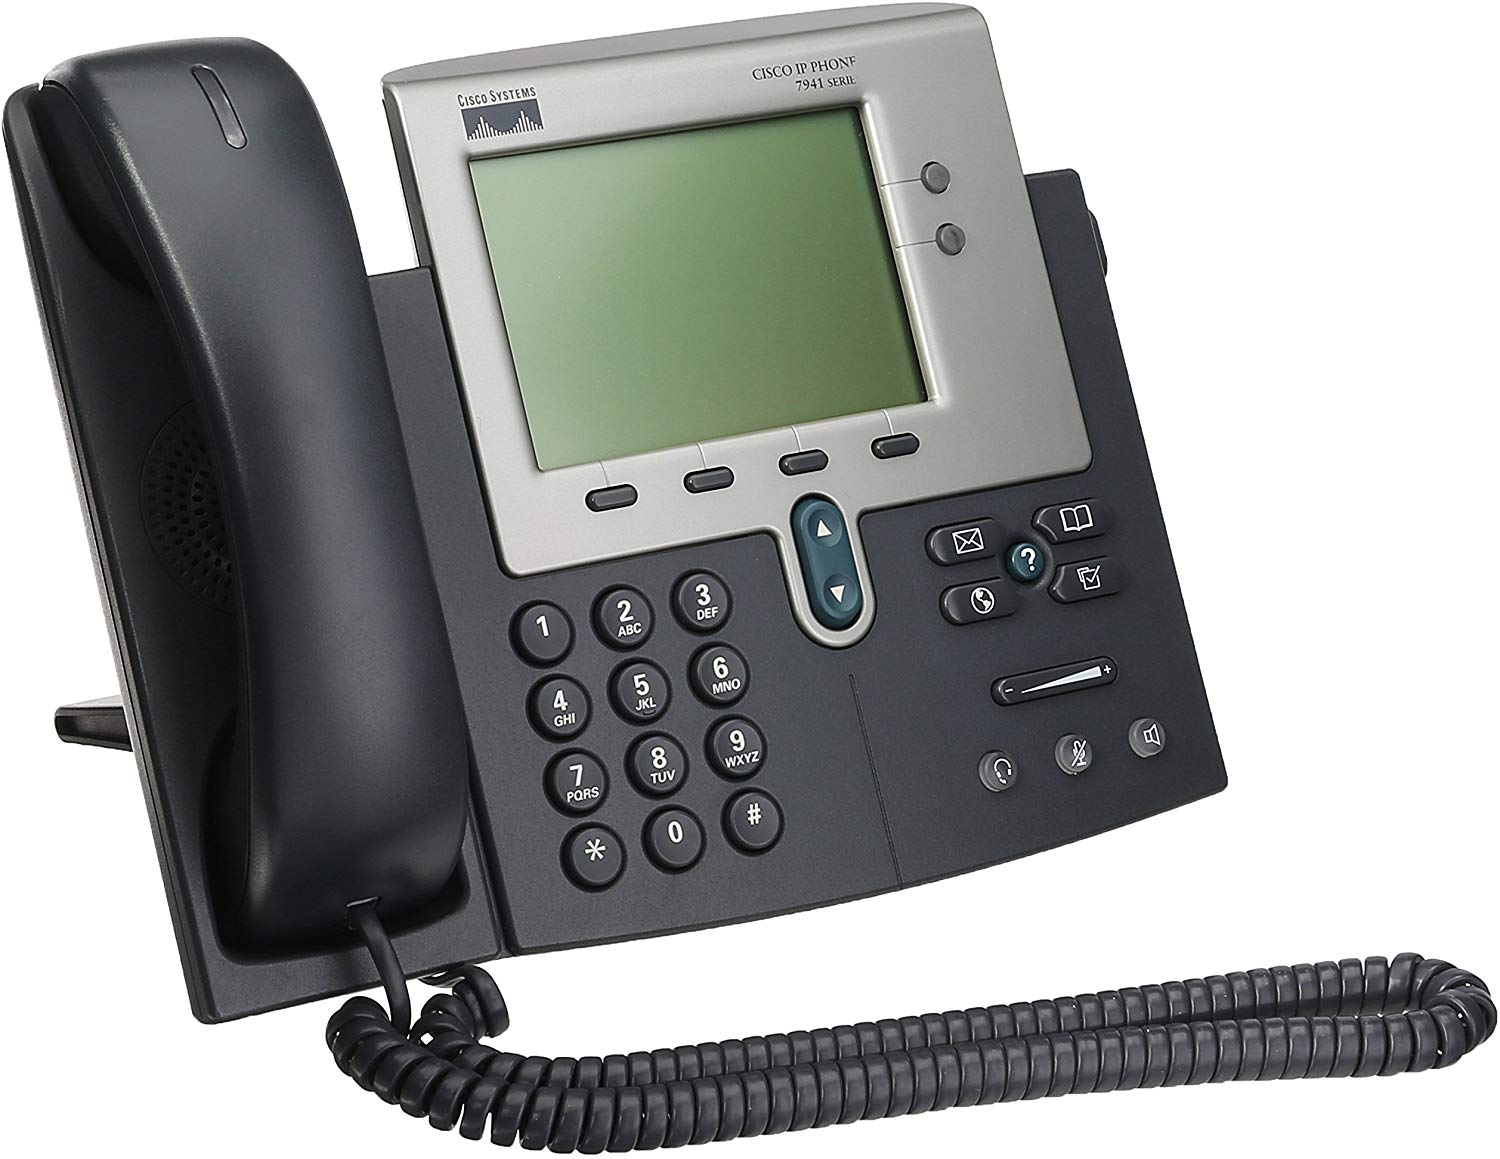 CISCO SYSTEMS
CISCO IP PHONE
7941 SERIE
?
1
2
ABC
3
DEF
4
GHI
5
JKL
6
MNO
7
PQRS
8
TUV
9
WXYZ
*
0
#
- +